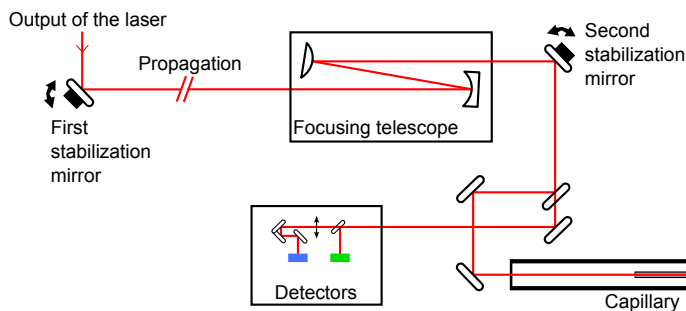 Output of the laser
Propagation
First
stabilization
mirror
Focusing telescope
Second
stabilization
mirror
Detectors
Capillary